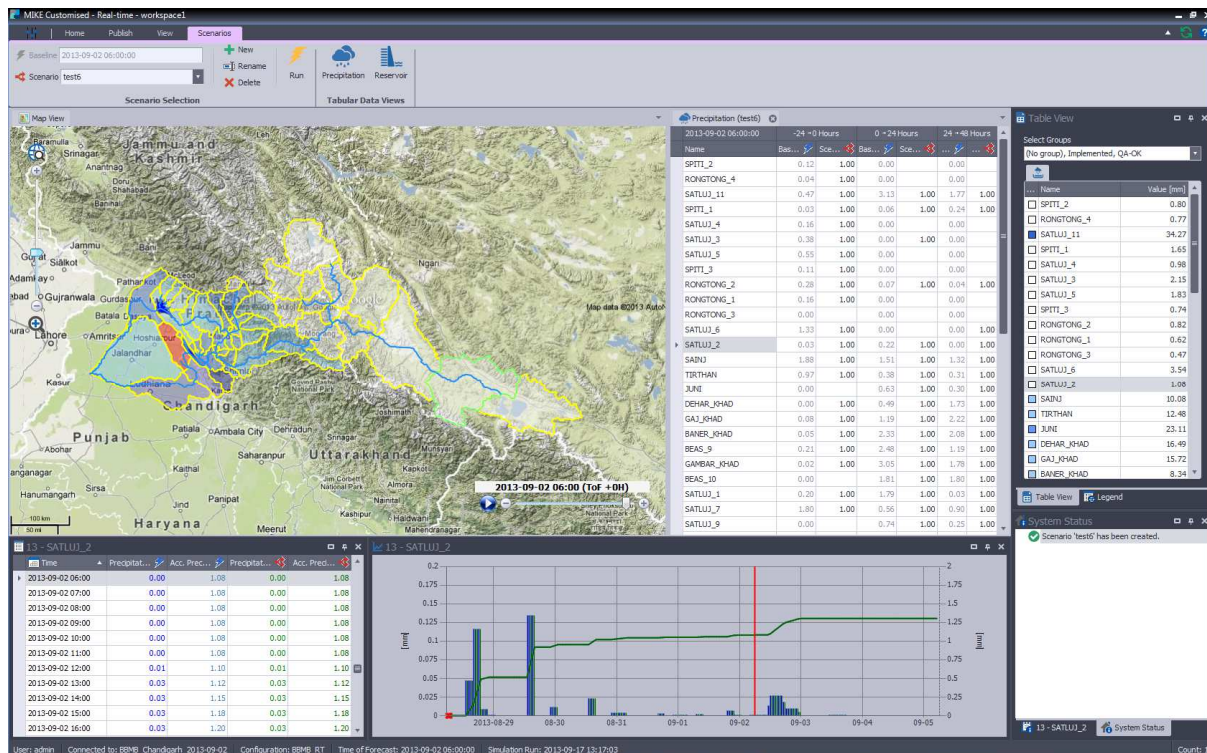 MIKE Customised - Real-time - workspace1
Home Publish View Scenarios
Baseline 2013-09-02 06:00:00
Scenario test6
New
Rename
Delete
Run
Precipitation Reservoir
Scenario Selection
Tabular Data Views
Map View
Baramulla
Srinagar
Anantnag
Jammu and
Kashmir
Leh
Doru
Shahabad
Banihal
Jammu
Gujrat
Sialkot
Pathankot
Gujranwala
Gurdaspur
Batala
Lahore
Amritsar
Hoshiarpur
Jalandhar
Kasur
Ludhiana
Chandigarh
Ngari
Google
Map data ©2013 AutoN
Govind Pashu
National Park
Joshimath
Patiala
Ambala City
Dehradun
Srinagar
Munsyari
Punjab
Abohar
Saharanpur
Uttarakhand
Kapkot
Kaithal
Sirsa
Hanumangarh
Jim Corbett
National Park
Almora
Nainital
Jind
Panipat
Kashipur
Haldwani
Mahendranagar
Haryana
Meerut
100 km
50 mi
2013-09-02 06:00 (ToF +0H)
Precipitation (test6)
2013-09-02 06:00:00 -24→0 Hours 0→24 Hours 24→48 Hours
Name Bas... Sce... Bas... Sce... ... ...
SPITI_2 0.12 1.00 0.00 0.00
RONGTONG_4 0.04 1.00 0.00 0.00
SATLUJ_11 0.47 1.00 3.13 1.00 1.77 1.00
SPITI_1 0.03 1.00 0.06 1.00 0.24 1.00
SATLUJ_4 0.16 1.00 0.00 0.00
SATLUJ_3 0.38 1.00 0.00 1.00 0.00
SATLUJ_5 0.55 1.00 0.00 0.00
SPITI_3 0.11 1.00 0.00 0.00
RONGTONG_2 0.28 1.00 0.07 1.00 0.04 1.00
RONGTONG_1 0.16 1.00 0.00 0.00
RONGTONG_3 0.00 0.00 0.00
SATLUJ_6 1.33 1.00 0.00 0.00 1.00
SATLUJ_2 0.03 1.00 0.22 1.00 0.00 1.00
SAINJ 1.88 1.00 1.51 1.00 1.32 1.00
TIRTHAN 0.97 1.00 0.38 1.00 0.31 1.00
JUNI 0.00 0.63 1.00 0.30 1.00
DEHAR_KHAD 0.00 1.00 0.49 1.00 1.73 1.00
GAJ_KHAD 0.08 1.00 1.19 1.00 2.22 1.00
BANER_KHAD 0.05 1.00 2.33 1.00 2.08 1.00
BEAS_9 0.21 1.00 2.48 1.00 1.19 1.00
GAMBAR_KHAD 0.02 1.00 3.05 1.00 1.78 1.00
BEAS_10 0.00 1.81 1.00 1.80 1.00
SATLUJ_1 0.20 1.00 1.79 1.00 0.03 1.00
SATLUJ_7 1.80 1.00 0.56 1.00 0.90 1.00
SATLUJ_9 0.00 0.74 1.00 0.25 1.00
Table View
Select Groups
(No group), Implemented, QA-OK
... Name Value [mm]
SPITI_2 0.80
RONGTONG_4 0.77
SATLUJ_11 34.27
SPITI_1 1.65
SATLUJ_4 0.98
SATLUJ_3 2.15
SATLUJ_5 1.83
SPITI_3 0.74
RONGTONG_2 0.82
RONGTONG_1 0.62
RONGTONG_3 0.47
SATLUJ_6 3.54
SATLUJ_2 1.08
SAINJ 10.08
TIRTHAN 12.48
JUNI 23.11
DEHAR_KHAD 16.49
GAJ_KHAD 15.72
BANER_KHAD 8.34
Table View Legend
System Status
Scenario 'test6' has been created.
13 - SATLUJ_2 System Status
13 - SATLUJ_2
Time Precipitat... Acc. Prec... Precipitat... Acc. Preci...
2013-09-02 06:00 0.00 1.08 0.00 1.08
2013-09-02 07:00 0.00 1.08 0.00 1.08
2013-09-02 08:00 0.00 1.08 0.00 1.08
2013-09-02 09:00 0.00 1.08 0.00 1.08
2013-09-02 10:00 0.00 1.08 0.00 1.08
2013-09-02 11:00 0.00 1.08 0.00 1.08
2013-09-02 12:00 0.01 1.10 0.01 1.10
2013-09-02 13:00 0.03 1.12 0.03 1.12
2013-09-02 14:00 0.03 1.15 0.03 1.15
2013-09-02 15:00 0.03 1.18 0.03 1.18
2013-09-02 16:00 0.03 1.20 0.03 1.20
13 - SATLUJ_2
0.2 2
0.175 1.75
0.15 1.5
0.125 1.25
[mm] 0.1 1 [mm]
0.075 0.75
0.05 0.5
0.025 0.25
0 0
2013-08-29 08-30 08-31 09-01 09-02 09-03 09-04 09-05
User: admin Connected to: BBMB_Chandigarh_2013-09-02 Configuration: BBMB_RT Time of Forecast: 2013-09-02 06:00:00 Simulation Run: 2013-09-17 13:17:03 Count: 1